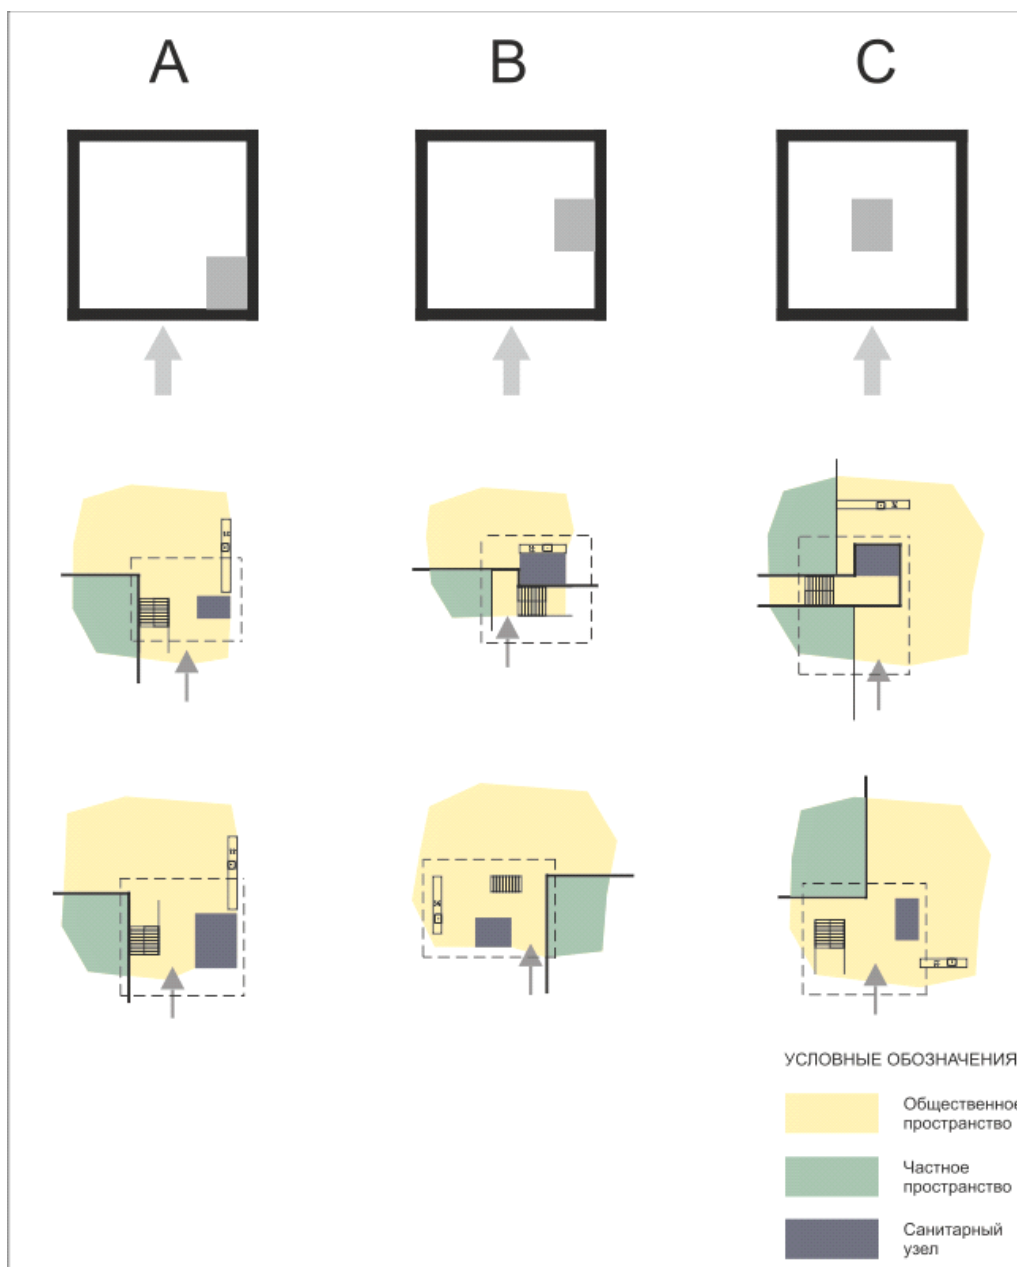 A B C
УСЛОВНЫЕ ОБОЗНАЧЕНИЯ
Общественное
пространство
Частное
пространство
Санитарный
узел